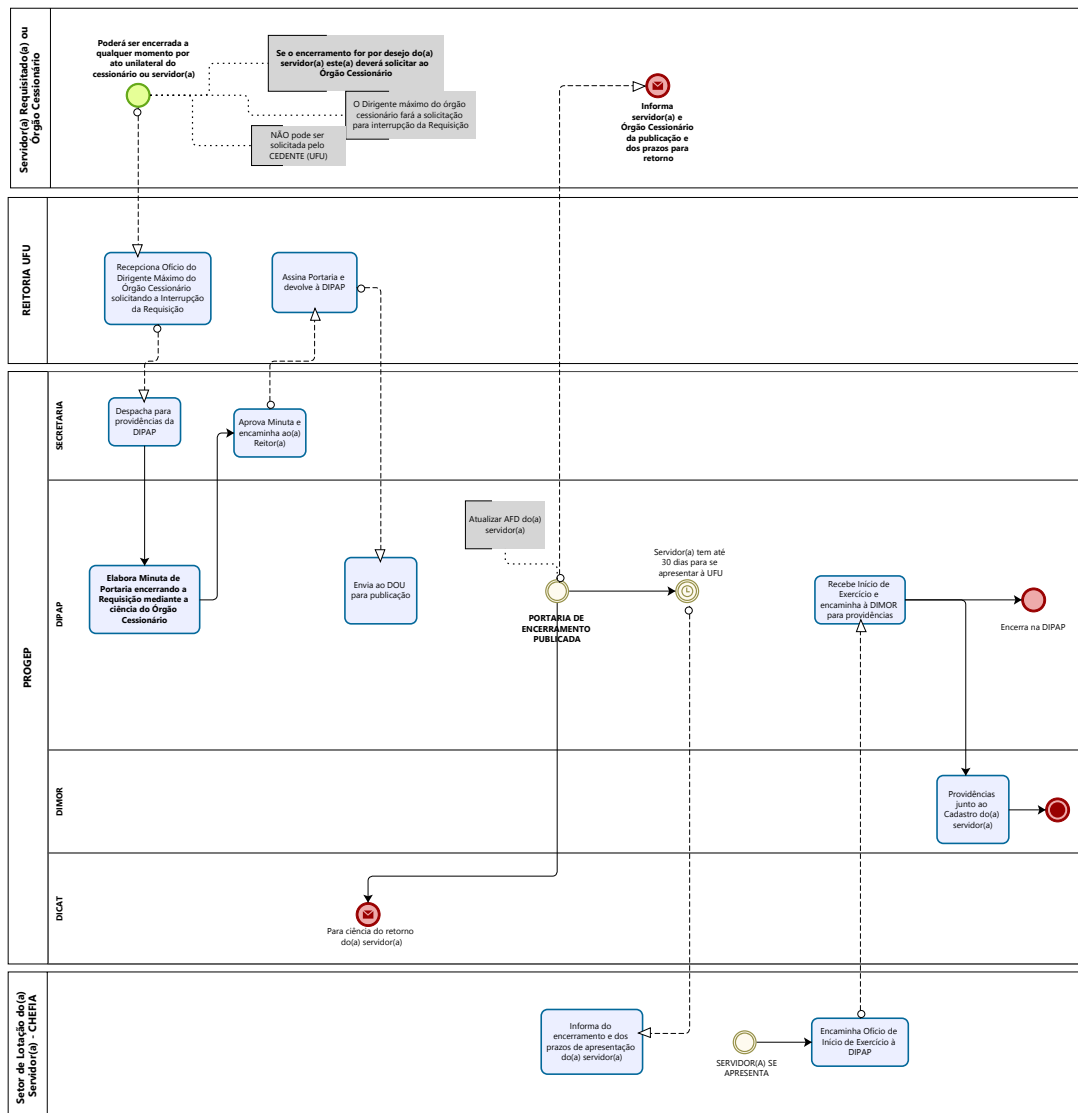 Servidor(a) Requisitado(a) ou
Órgão Cessionário
Poderá ser encerrada a
qualquer momento por
ato unilateral do
cessionário ou servidor(a)
Se o encerramento for por desejo do(a)
servidor(a) este(a) deverá solicitar ao
Órgão Cessionário
O Dirigente máximo do órgão
cessionário fará a solicitação
para interrupção da Requisição
NÃO pode ser
solicitada pelo
CEDENTE (UFU)
Informa
servidor(a) e
Órgão Cessionário
da publicação e
dos prazos para
retorno
REITORIA UFU
Recepciona Ofício do
Dirigente Máximo do
Órgão Cessionário
solicitando a Interrupção
da Requisição
Assina Portaria e
devolve à DIPAP
PROGEP
SECRETARIA
Despacha para
providências da
DIPAP
Aprova Minuta e
encaminha ao(a)
Reitor(a)
DIPAP
Elabora Minuta de
Portaria encerrando a
Requisição mediante a
ciência do Órgão
Cessionário
Envia ao DOU
para publicação
Atualizar AFD do(a)
servidor(a)
PORTARIA DE
ENCERRAMENTO
PUBLICADA
Servidor(a) tem até
30 dias para se
apresentar à UFU
Recebe Início de
Exercício e
encaminha à DIMOR
para providências
Encerra na DIPAP
DIMOR
Providências
junto ao
Cadastro do(a)
servidor(a)
DICAT
Para ciência do retorno
do(a) servidor(a)
Setor de Lotação do(a)
Servidor(a) - CHEFIA
Informa do
encerramento e dos
prazos de apresentação
do(a) servidor(a)
SERVIDOR(A) SE
APRESENTA
Encaminha Ofício de
Início de Exercício à
DIPAP